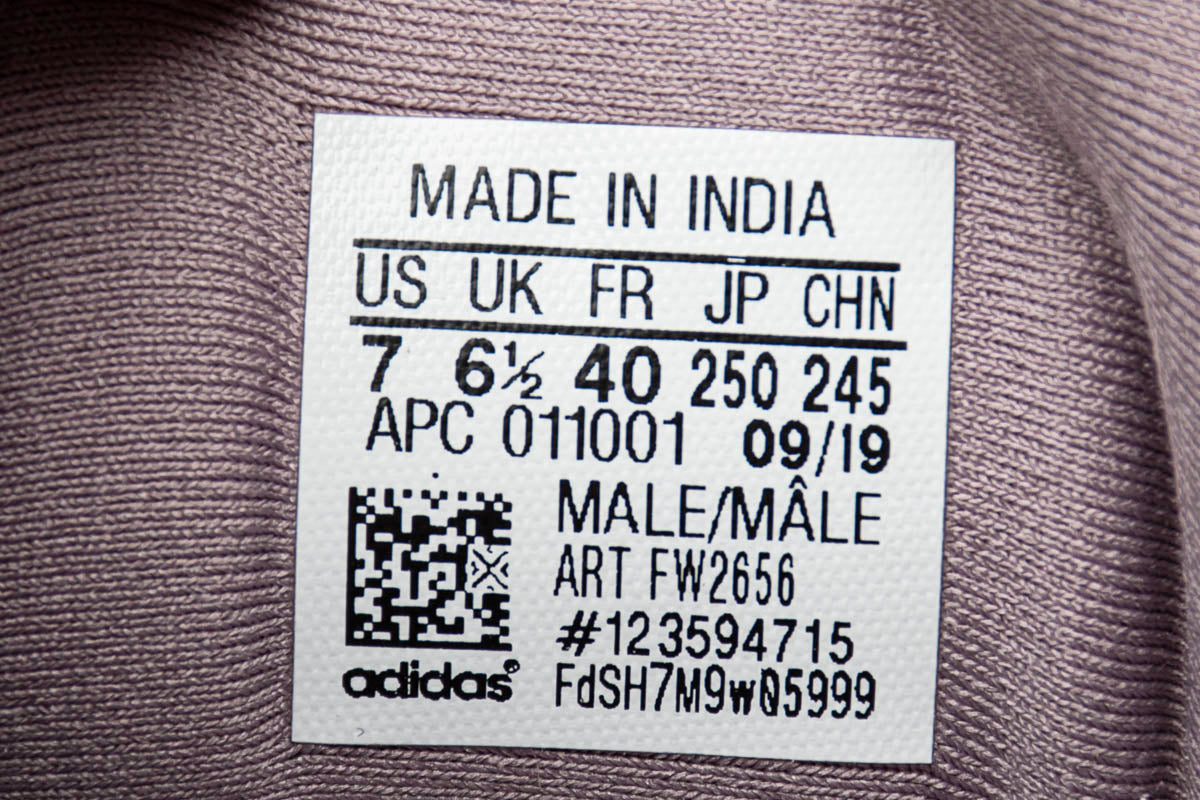 MADE IN INDIA
US UK FR JP CHN
7 6½ 40 250 245
APC 011001 09/19
MALE/MÂLE
ART FW2656
#123594715
adidas® FdSH7M9w05999